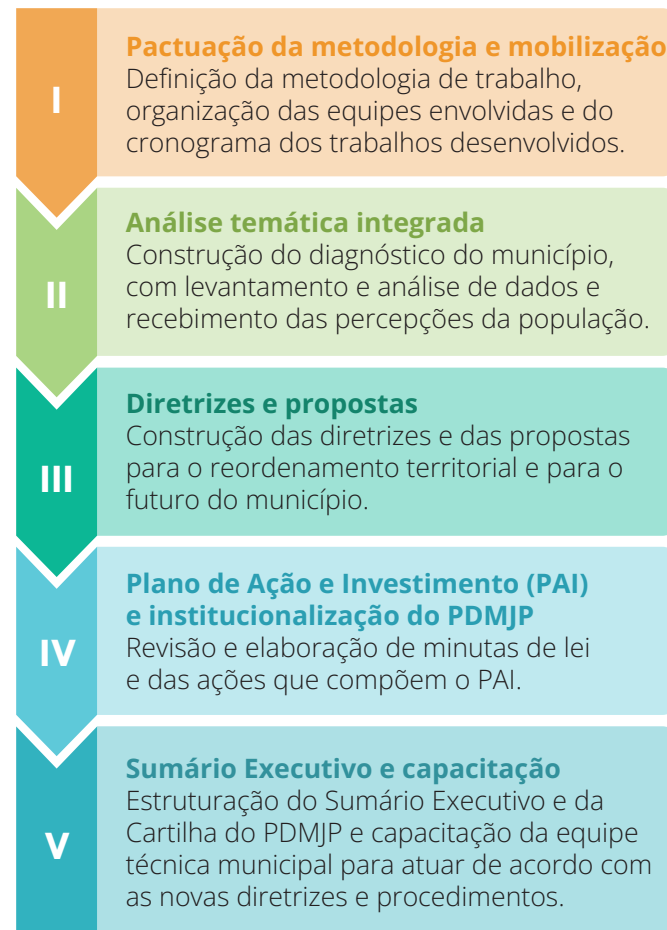 I
Pactuação da metodologia e mobilização
Definição da metodologia de trabalho,
organização das equipes envolvidas e do
cronograma dos trabalhos desenvolvidos.
II
Análise temática integrada
Construção do diagnóstico do município,
com levantamento e análise de dados e
recebimento das percepções da população.
III
Diretrizes e propostas
Construção das diretrizes e das propostas
para o reordenamento territorial e para o
futuro do município.
IV
Plano de Ação e Investimento (PAI)
e institucionalização do PDMJP
Revisão e elaboração de minutas de lei
e das ações que compõem o PAI.
V
Sumário Executivo e capacitação
Estruturação do Sumário Executivo e da
Cartilha do PDMJP e capacitação da equipe
técnica municipal para atuar de acordo com
as novas diretrizes e procedimentos.